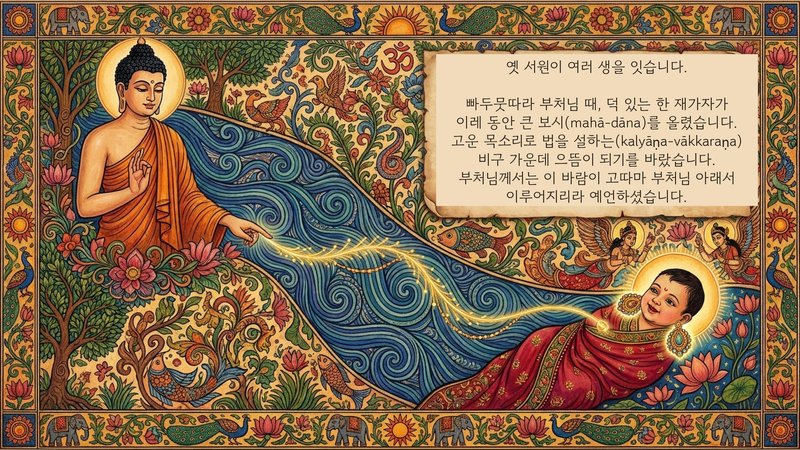 ॐ
옛 서원이 여러 생을 잇습니다.
빠두뭇따라 부처님 때, 덕 있는 한 재가자가
이레 동안 큰 보시(mahā-dāna)를 올렸습니다.
고운 목소리로 법을 설하는(kalyāṇa-vākkaraṇa)
비구 가운데 으뜸이 되기를 바랐습니다.
부처님께서는 이 바람이 고따마 부처님 아래서
이루어지리라 예언하셨습니다.